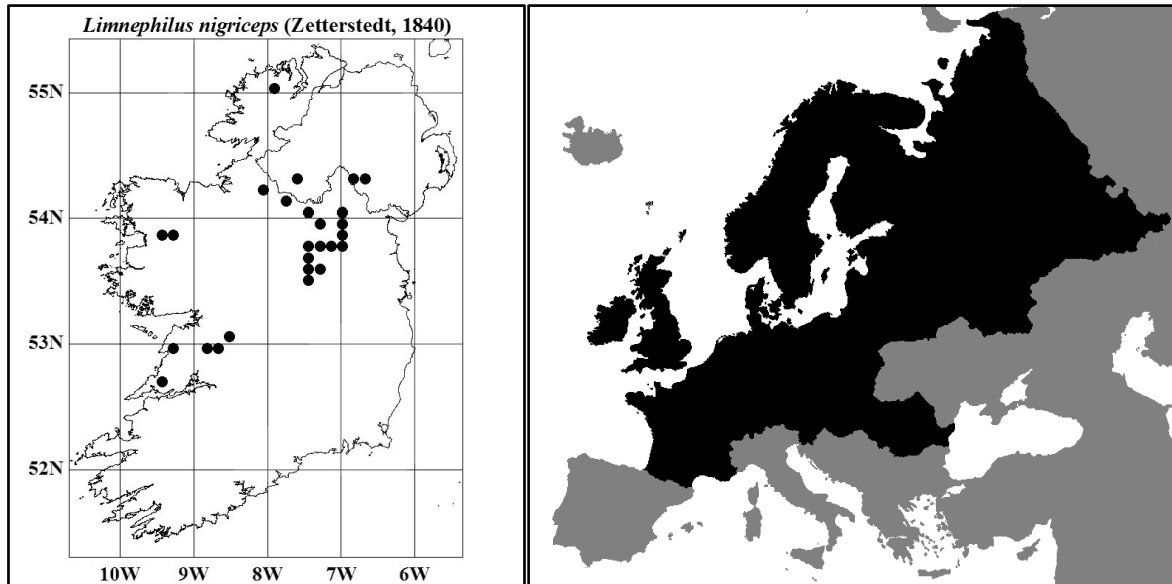 Limnephilus nigriceps (Zetterstedt, 1840)
55N
54N
53N
52N
10W 9W 8W 7W 6W